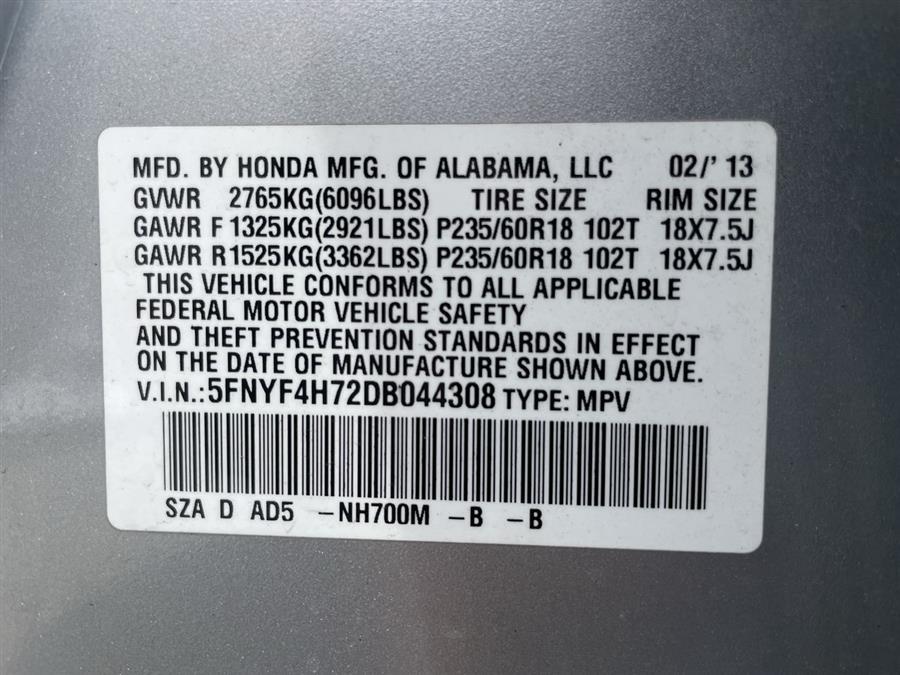 MFD. BY HONDA MFG. OF ALABAMA, LLC 02/' 13
GVWR 2765KG(6096LBS) TIRE SIZE RIM SIZE
GAWR F 1325KG(2921LBS) P235/60R18 102T 18X7.5J
GAWR R 1525KG(3362LBS) P235/60R18 102T 18X7.5J
THIS VEHICLE CONFORMS TO ALL APPLICABLE
FEDERAL MOTOR VEHICLE SAFETY
AND THEFT PREVENTION STANDARDS IN EFFECT
ON THE DATE OF MANUFACTURE SHOWN ABOVE.
V.I.N.: 5FNYF4H72DB044308 TYPE: MPV
SZA D AD5 -NH700M -B -B